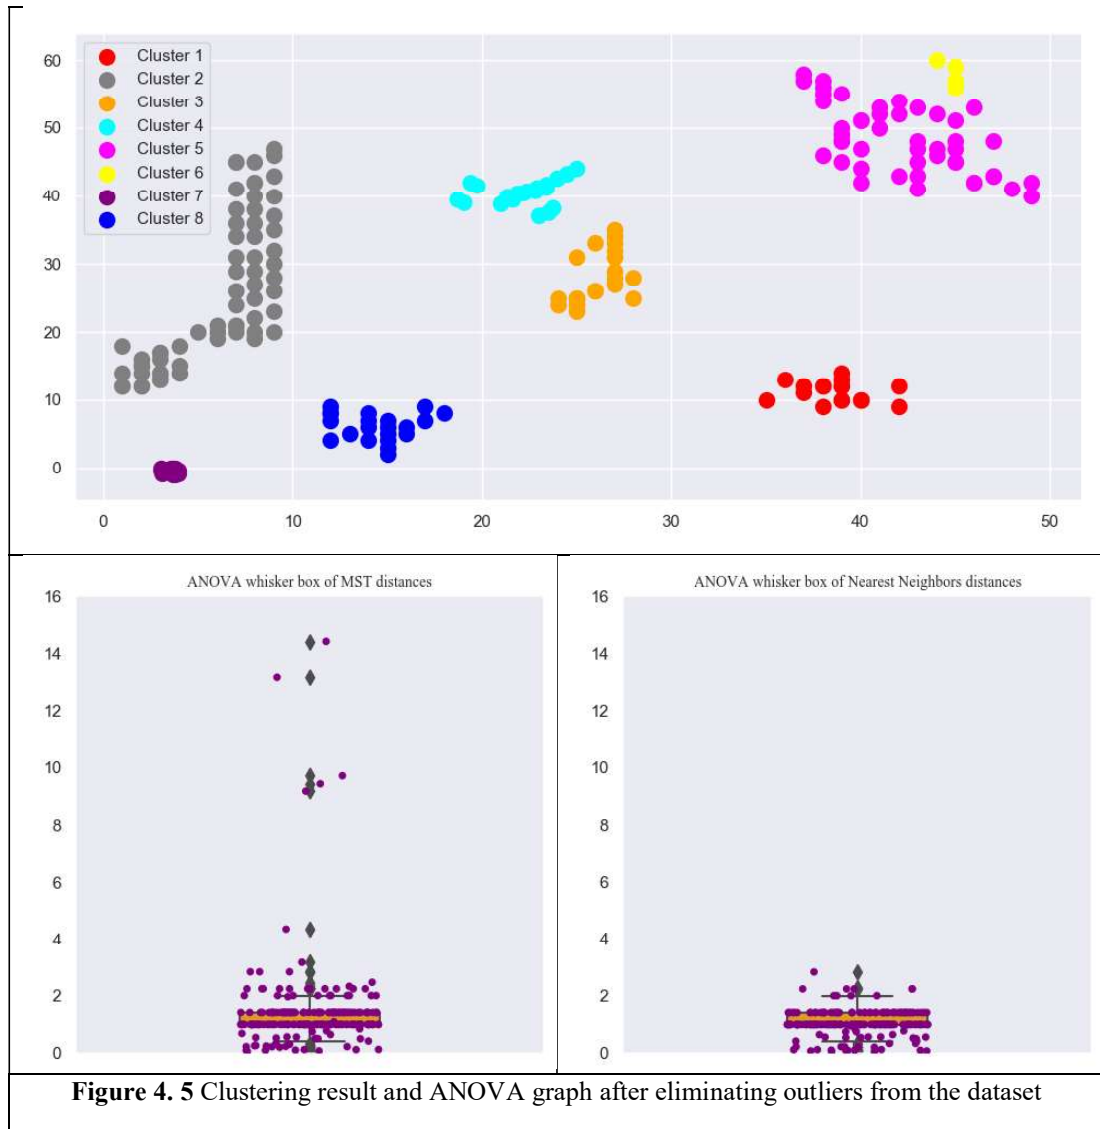 Cluster 1
Cluster 2
Cluster 3
Cluster 4
Cluster 5
Cluster 6
Cluster 7
Cluster 8
60
50
40
30
20
10
0
0 10 20 30 40 50
ANOVA whisker box of MST distances
16
14
12
10
8
6
4
2
0
ANOVA whisker box of Nearest Neighbors distances
16
14
12
10
8
6
4
2
0
Figure 4. 5 Clustering result and ANOVA graph after eliminating outliers from the dataset